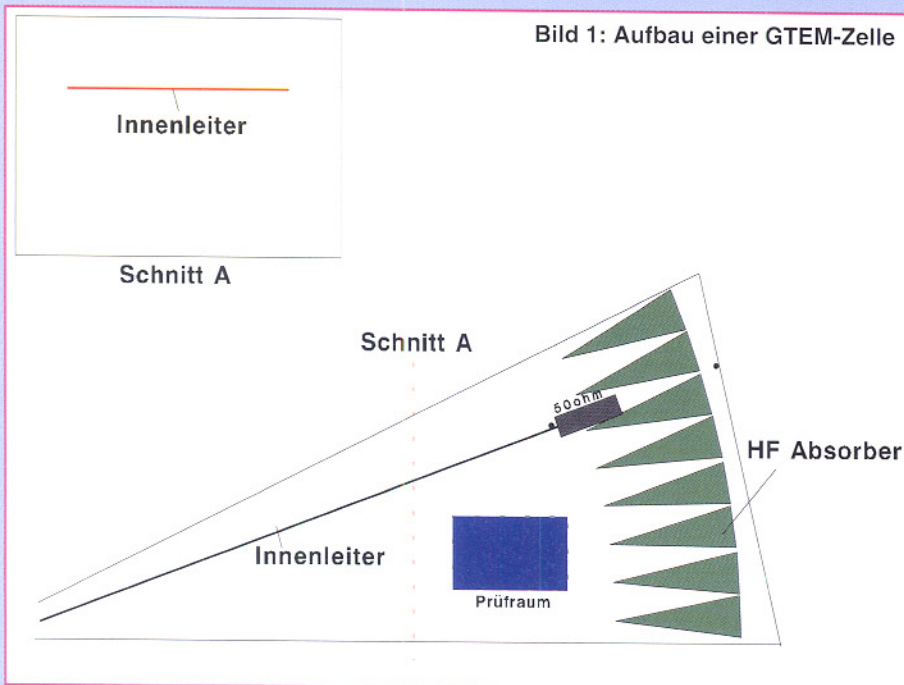 Bild 1: Aufbau einer GTEM-Zelle
Innenleiter
Schnitt A
Schnitt A
50ohm
HF Absorber
Innenleiter
Prüfraum